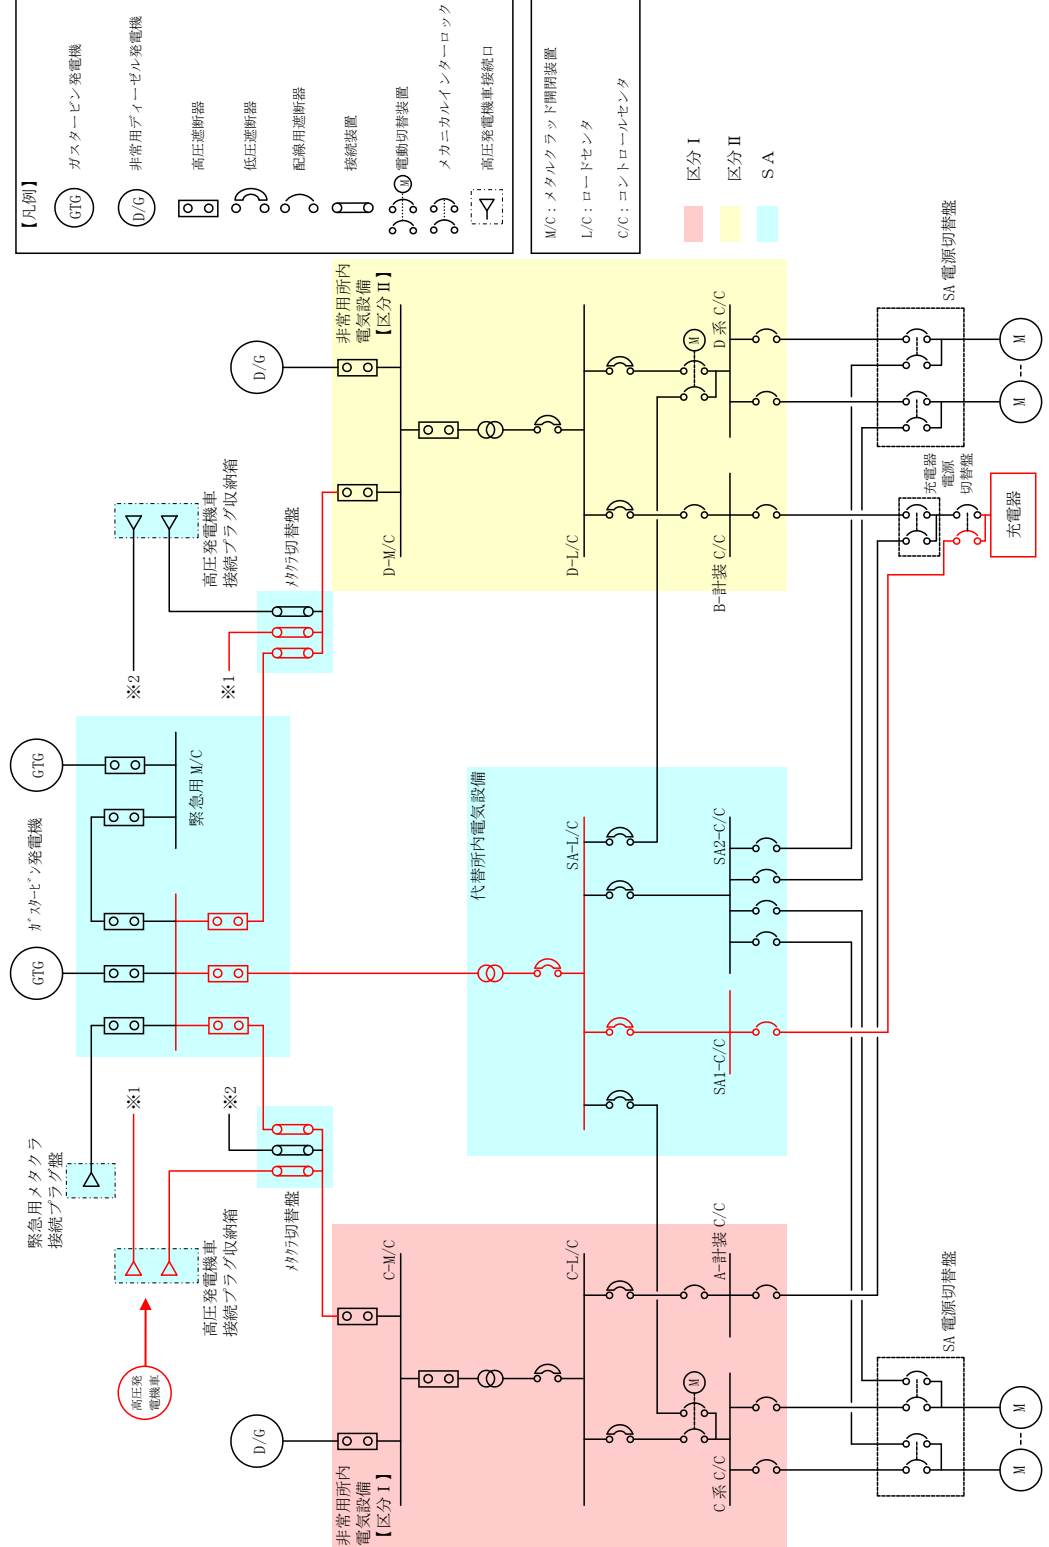 【凡例】
GTG
ガスタービン発電機
D/G
非常用ディーゼル発電機
高圧遮断器
低圧遮断器
配線用遮断器
接続装置
M
電動切替装置
メカニカルインターロック
高圧発電機車接続口
M/C：メタルクラッド開閉装置
L/C：ロードセンタ
C/C：コントロールセンタ
区分Ⅰ
区分Ⅱ
ＳＡ
緊急用メタクラ
接続プラグ盤
GTG
ｶﾞｽﾀｰﾋﾞﾝ発電機
GTG
緊急用 M/C
高圧発
電機車
※1
高圧発電機車
接続プラグ収納箱
※2
ﾒﾀｸﾗ切替盤
※2
※1
高圧発電機車
接続プラグ収納箱
ﾒﾀｸﾗ切替盤
D/G
D/G
非常用所内
電気設備
【区分Ⅰ】
C-M/C
C-L/C
M
C 系 C/C
A-計装 C/C
代替所内電気設備
SA-L/C
SA1-C/C
SA2-C/C
非常用所内
電気設備
【区分Ⅱ】
D-M/C
D-L/C
M
B-計装 C/C
D 系 C/C
SA 電源切替盤
M
M
充電器
電源
切替盤
充電器
SA 電源切替盤
M
M